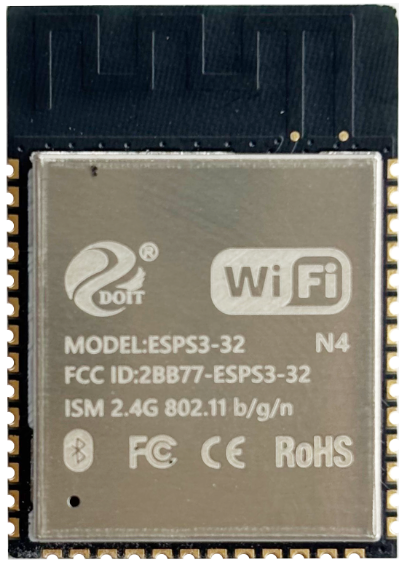 DOIT ®
WiFi
MODEL:ESPS3-32 N4
FCC ID:2BB77-ESPS3-32
ISM 2.4G 802.11 b/g/n
FC CE RoHS